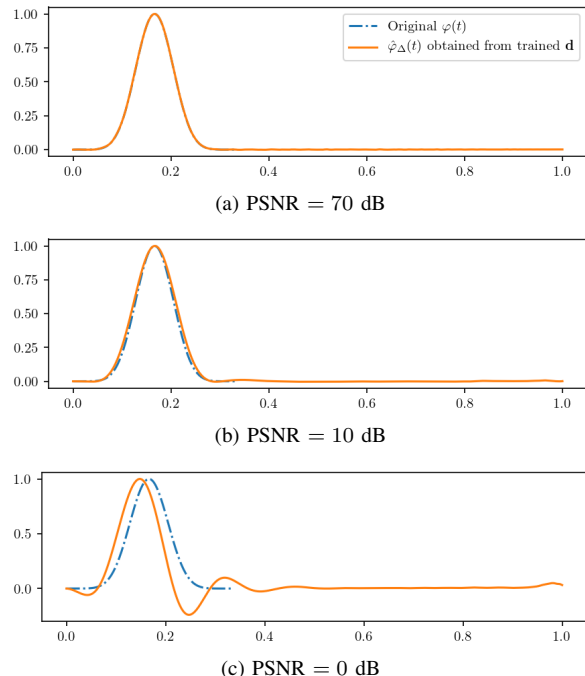 1.00
0.75
0.50
0.25
0.00
Original φ(t)
φ̂Δ(t) obtained from trained d
0.0 0.2 0.4 0.6 0.8 1.0
(a) PSNR = 70 dB
1.00
0.75
0.50
0.25
0.00
0.0 0.2 0.4 0.6 0.8 1.0
(b) PSNR = 10 dB
1.0
0.5
0.0
0.0 0.2 0.4 0.6 0.8 1.0
(c) PSNR = 0 dB